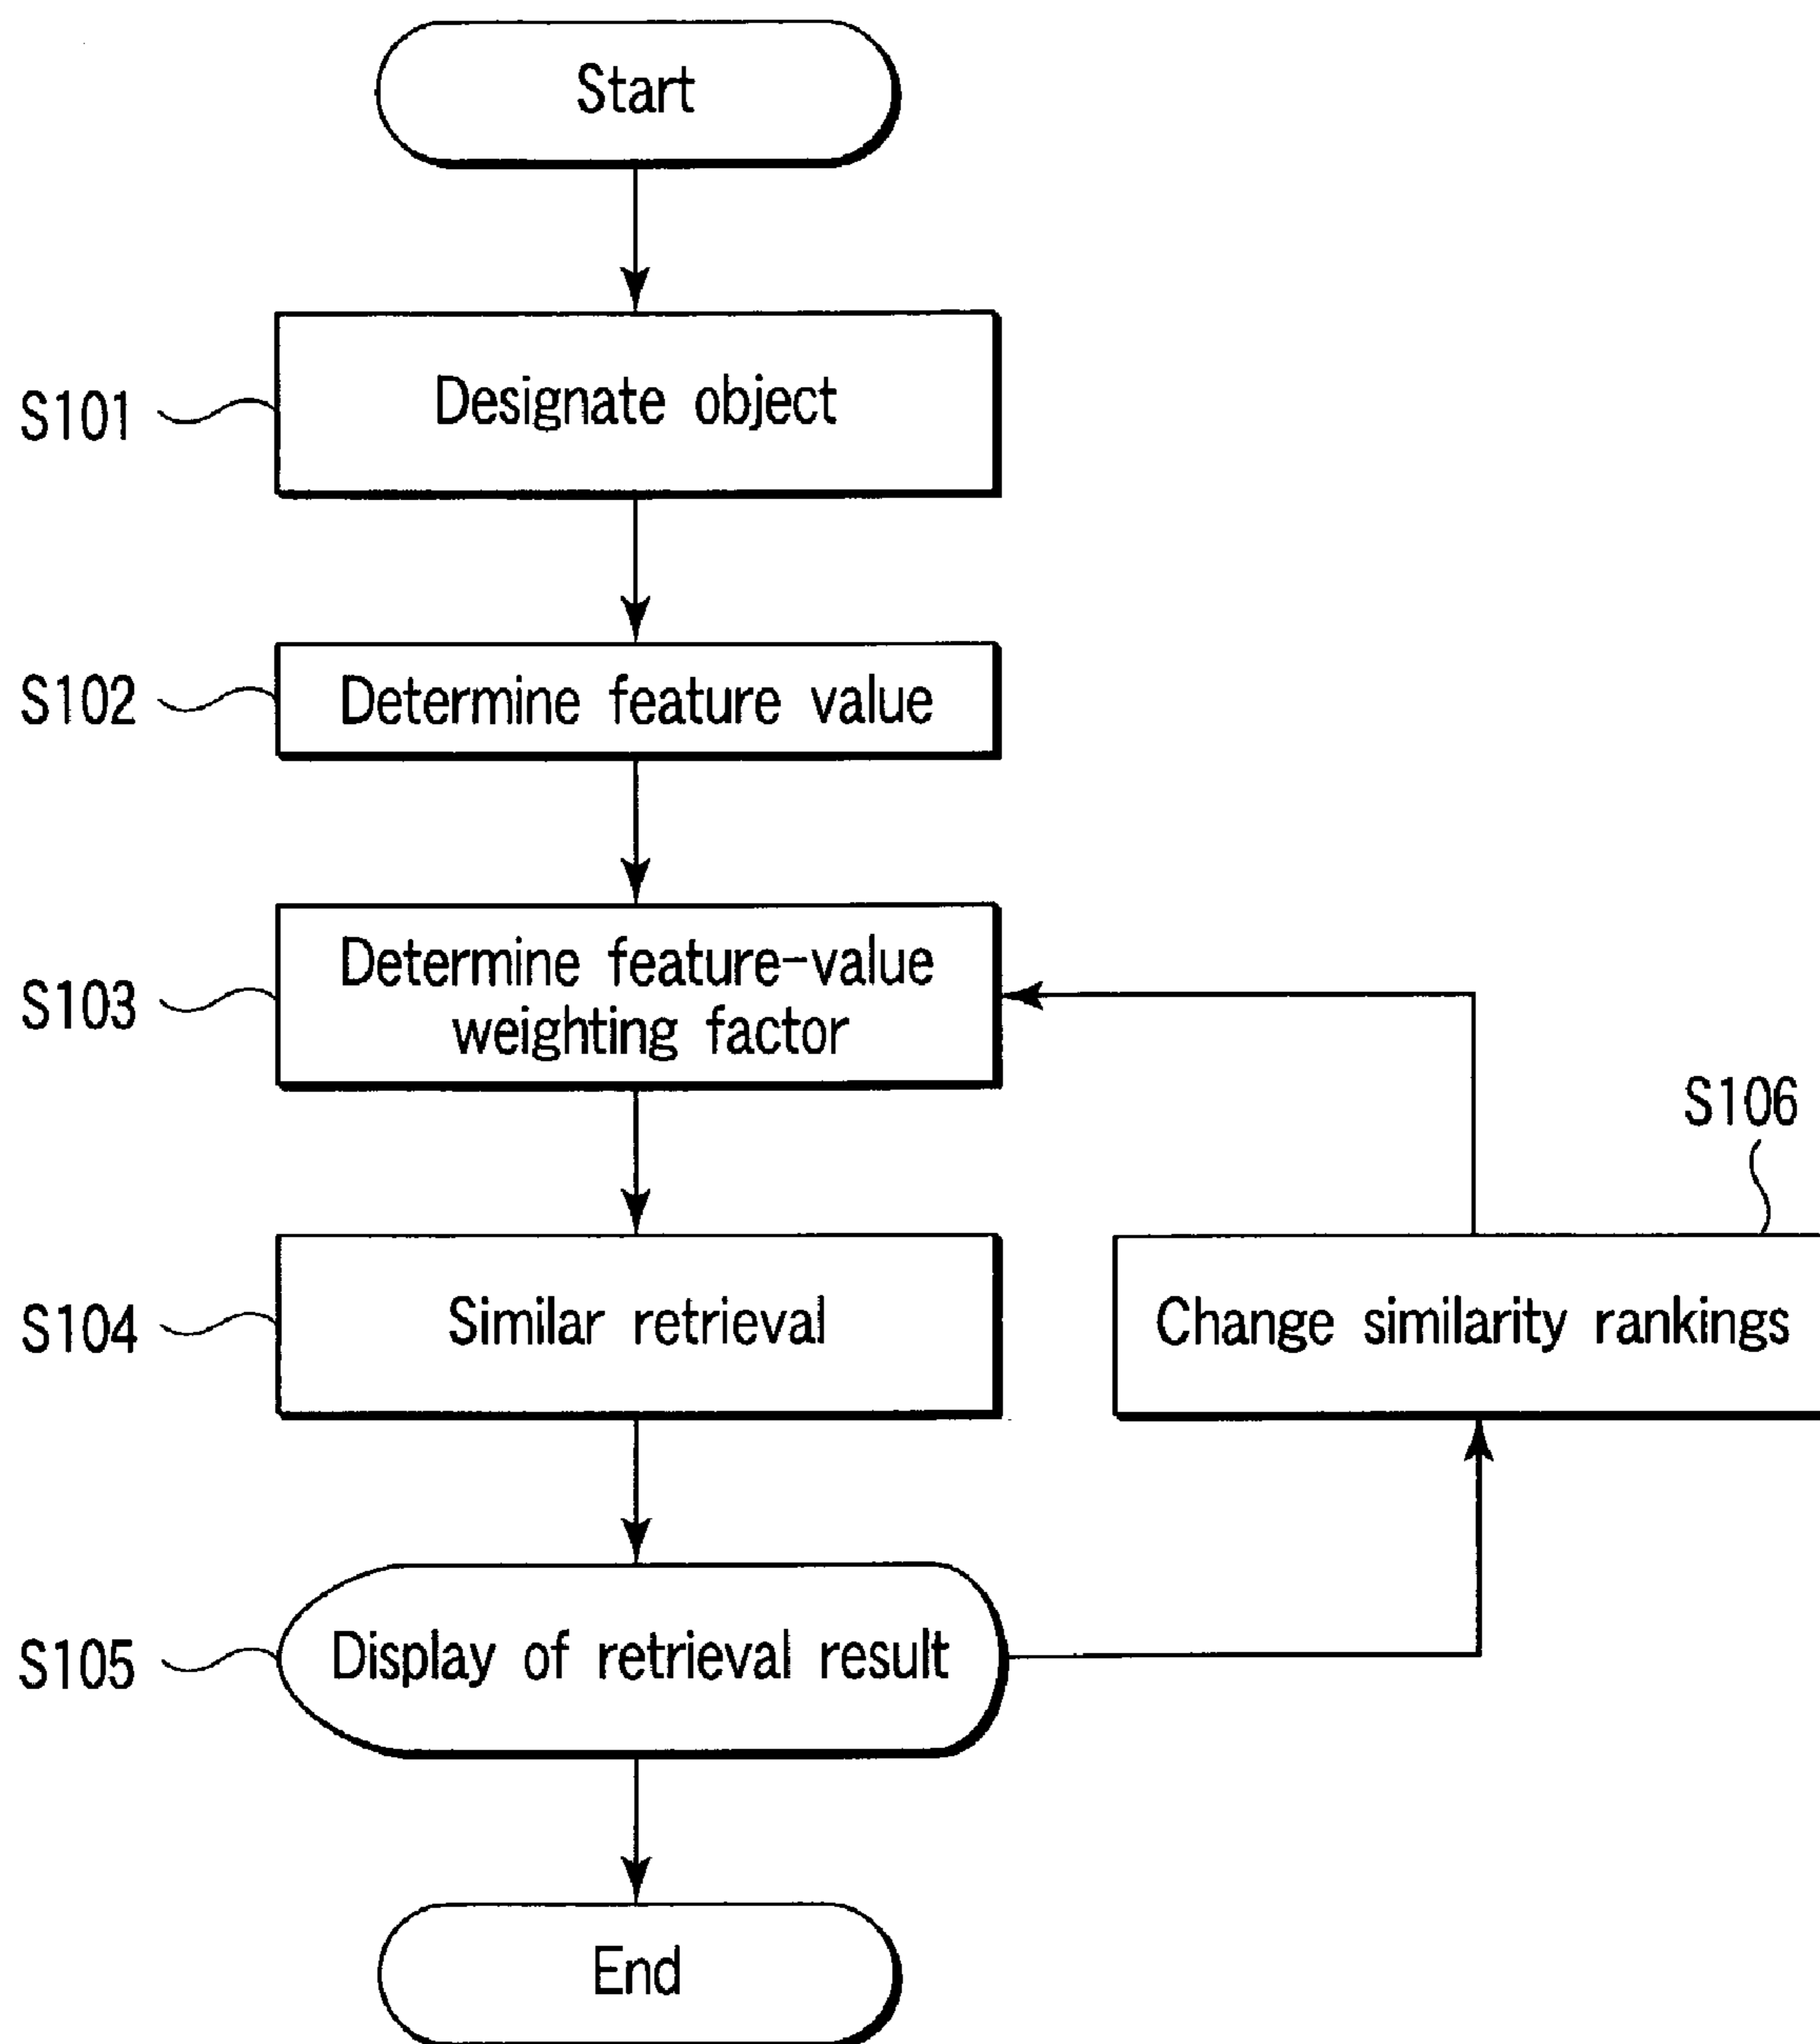 Start
S101
Designate object
S102
Determine feature value
S103
Determine feature-value
weighting factor
S106
S104
Similar retrieval
Change similarity rankings
S105
Display of retrieval result
End